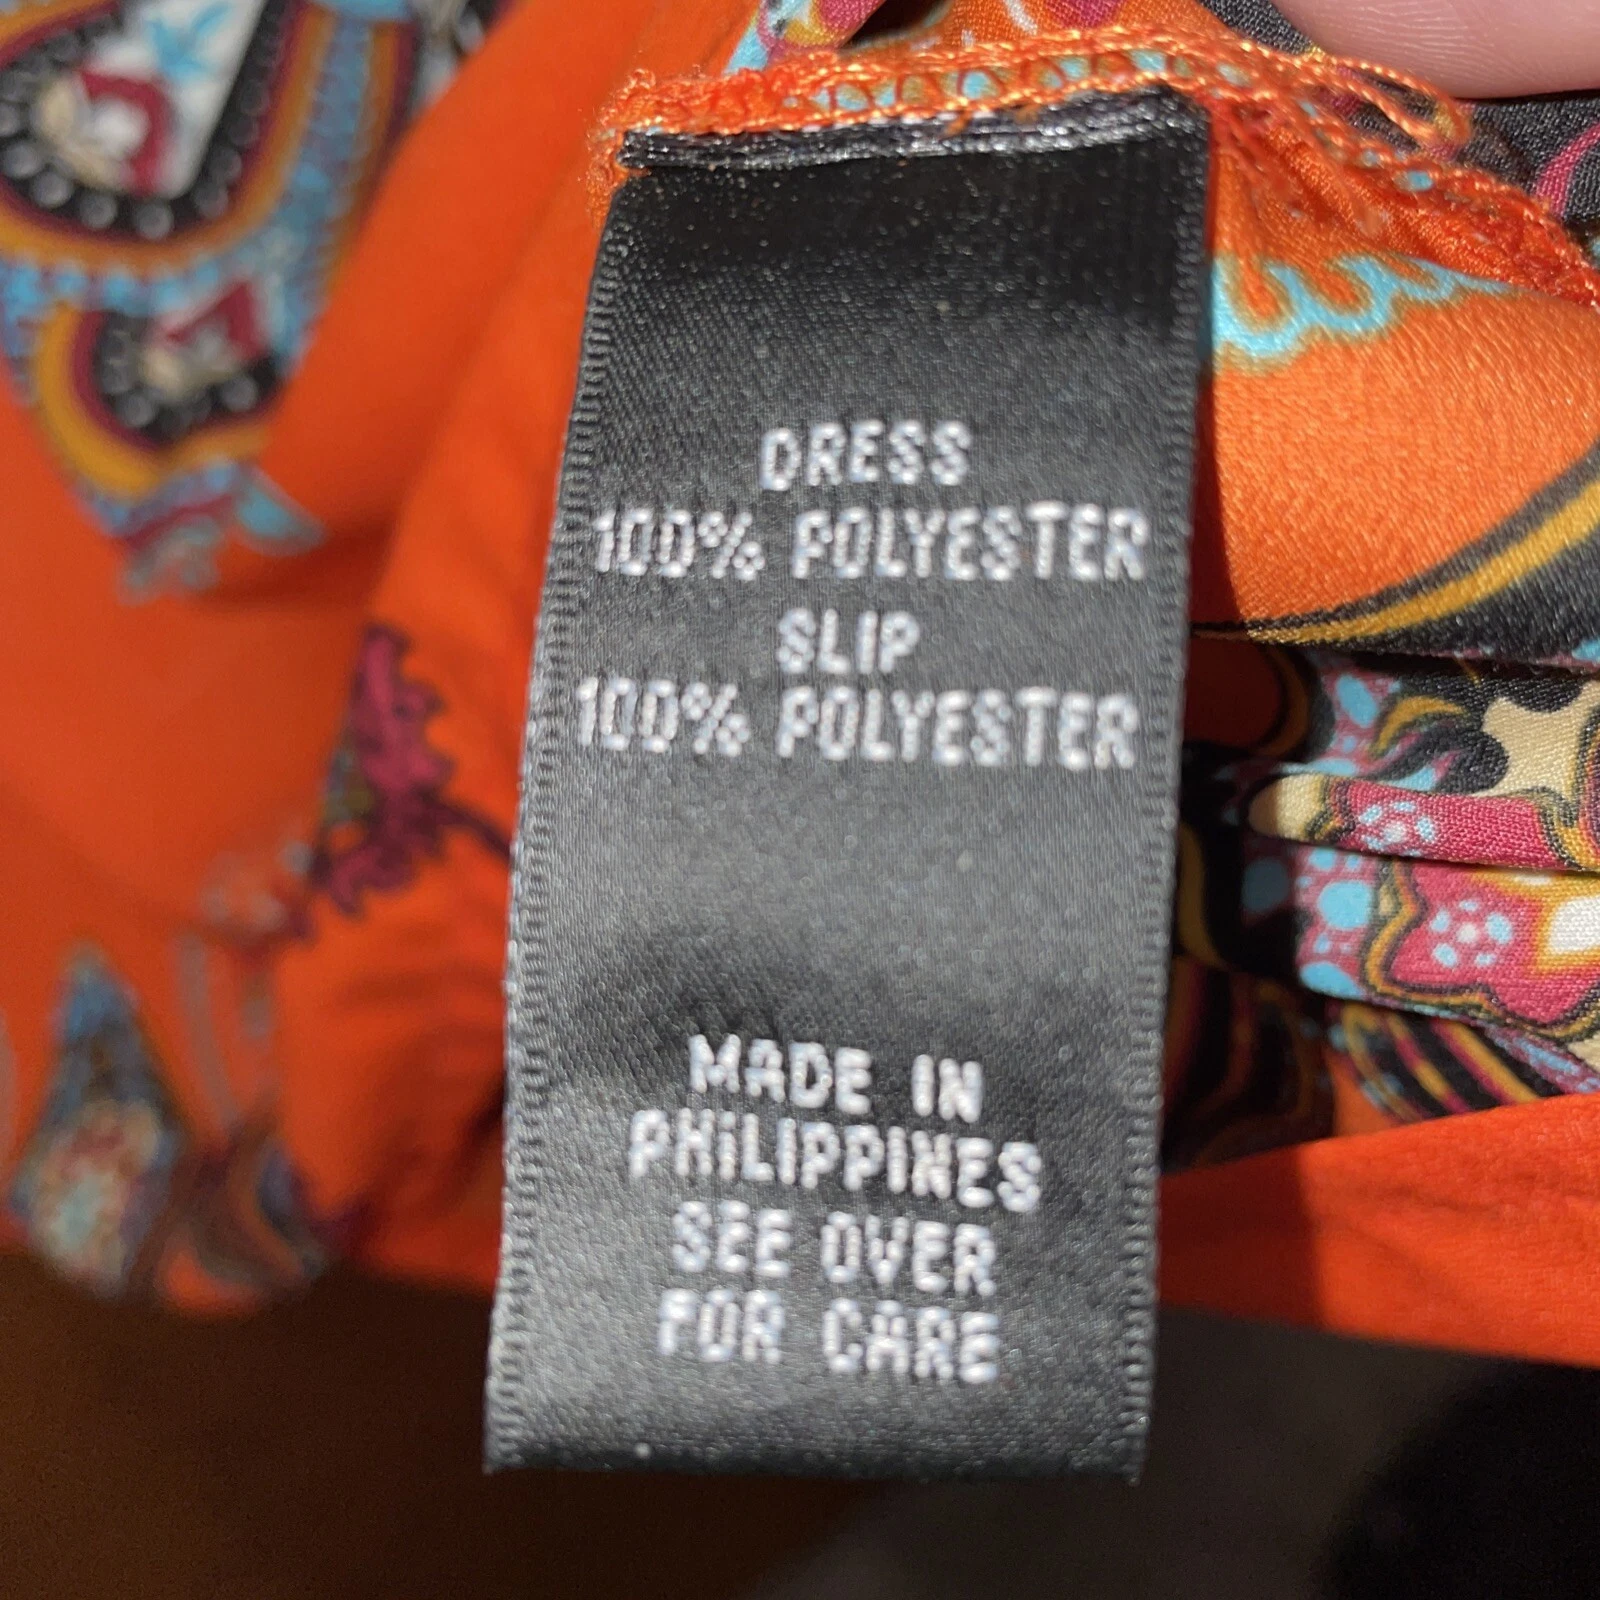 DRESS
100% POLYESTER
SLIP
100% POLYESTER
MADE IN
PHILIPPINES
SEE OVER
FOR CARE